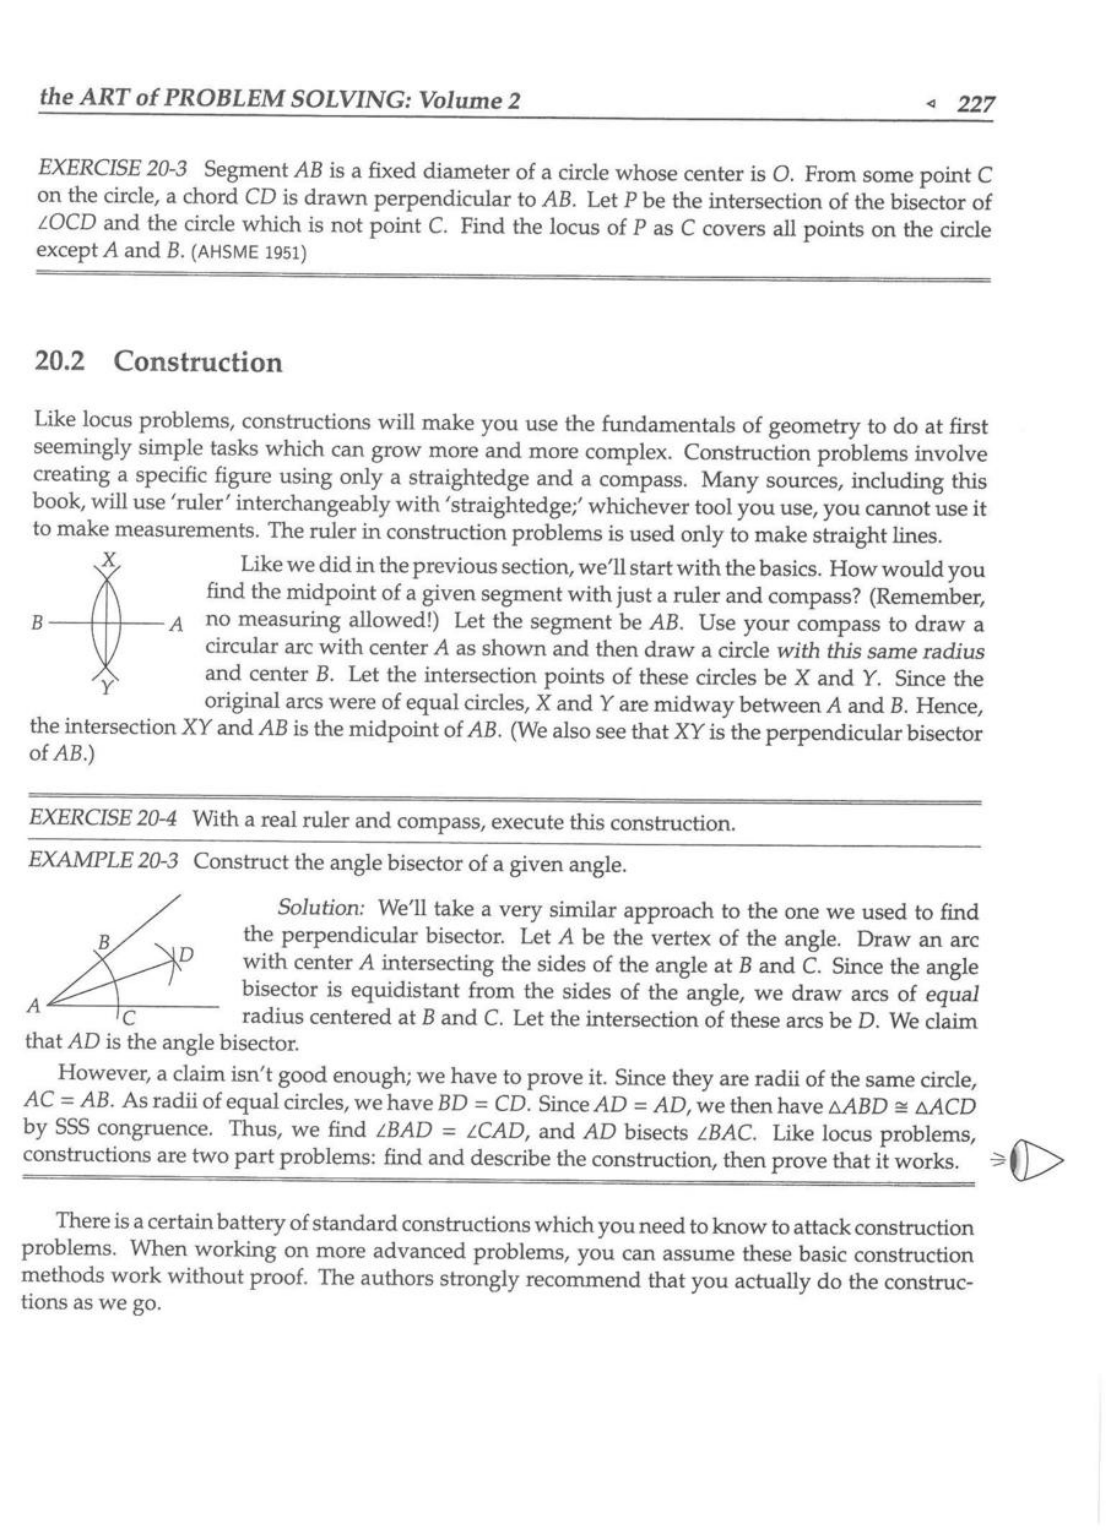 the ART of PROBLEM SOLVING: Volume 2 ◁ 227
EXERCISE 20-3 Segment AB is a fixed diameter of a circle whose center is O. From some point C
on the circle, a chord CD is drawn perpendicular to AB. Let P be the intersection of the bisector of
∠OCD and the circle which is not point C. Find the locus of P as C covers all points on the circle
except A and B. (AHSME 1951)
20.2 Construction
Like locus problems, constructions will make you use the fundamentals of geometry to do at first
seemingly simple tasks which can grow more and more complex. Construction problems involve
creating a specific figure using only a straightedge and a compass. Many sources, including this
book, will use 'ruler' interchangeably with 'straightedge;' whichever tool you use, you cannot use it
to make measurements. The ruler in construction problems is used only to make straight lines.
X
B
A
Y
Like we did in the previous section, we'll start with the basics. How would you
find the midpoint of a given segment with just a ruler and compass? (Remember,
no measuring allowed!) Let the segment be AB. Use your compass to draw a
circular arc with center A as shown and then draw a circle with this same radius
and center B. Let the intersection points of these circles be X and Y. Since the
original arcs were of equal circles, X and Y are midway between A and B. Hence,
the intersection XY and AB is the midpoint of AB. (We also see that XY is the perpendicular bisector
of AB.)
EXERCISE 20-4 With a real ruler and compass, execute this construction.
EXAMPLE 20-3 Construct the angle bisector of a given angle.
B
D
A
C
Solution: We'll take a very similar approach to the one we used to find
the perpendicular bisector. Let A be the vertex of the angle. Draw an arc
with center A intersecting the sides of the angle at B and C. Since the angle
bisector is equidistant from the sides of the angle, we draw arcs of equal
radius centered at B and C. Let the intersection of these arcs be D. We claim
that AD is the angle bisector.
However, a claim isn't good enough; we have to prove it. Since they are radii of the same circle,
AC = AB. As radii of equal circles, we have BD = CD. Since AD = AD, we then have △ABD ≅ △ACD
by SSS congruence. Thus, we find ∠BAD = ∠CAD, and AD bisects ∠BAC. Like locus problems,
constructions are two part problems: find and describe the construction, then prove that it works.
There is a certain battery of standard constructions which you need to know to attack construction
problems. When working on more advanced problems, you can assume these basic construction
methods work without proof. The authors strongly recommend that you actually do the construc-
tions as we go.